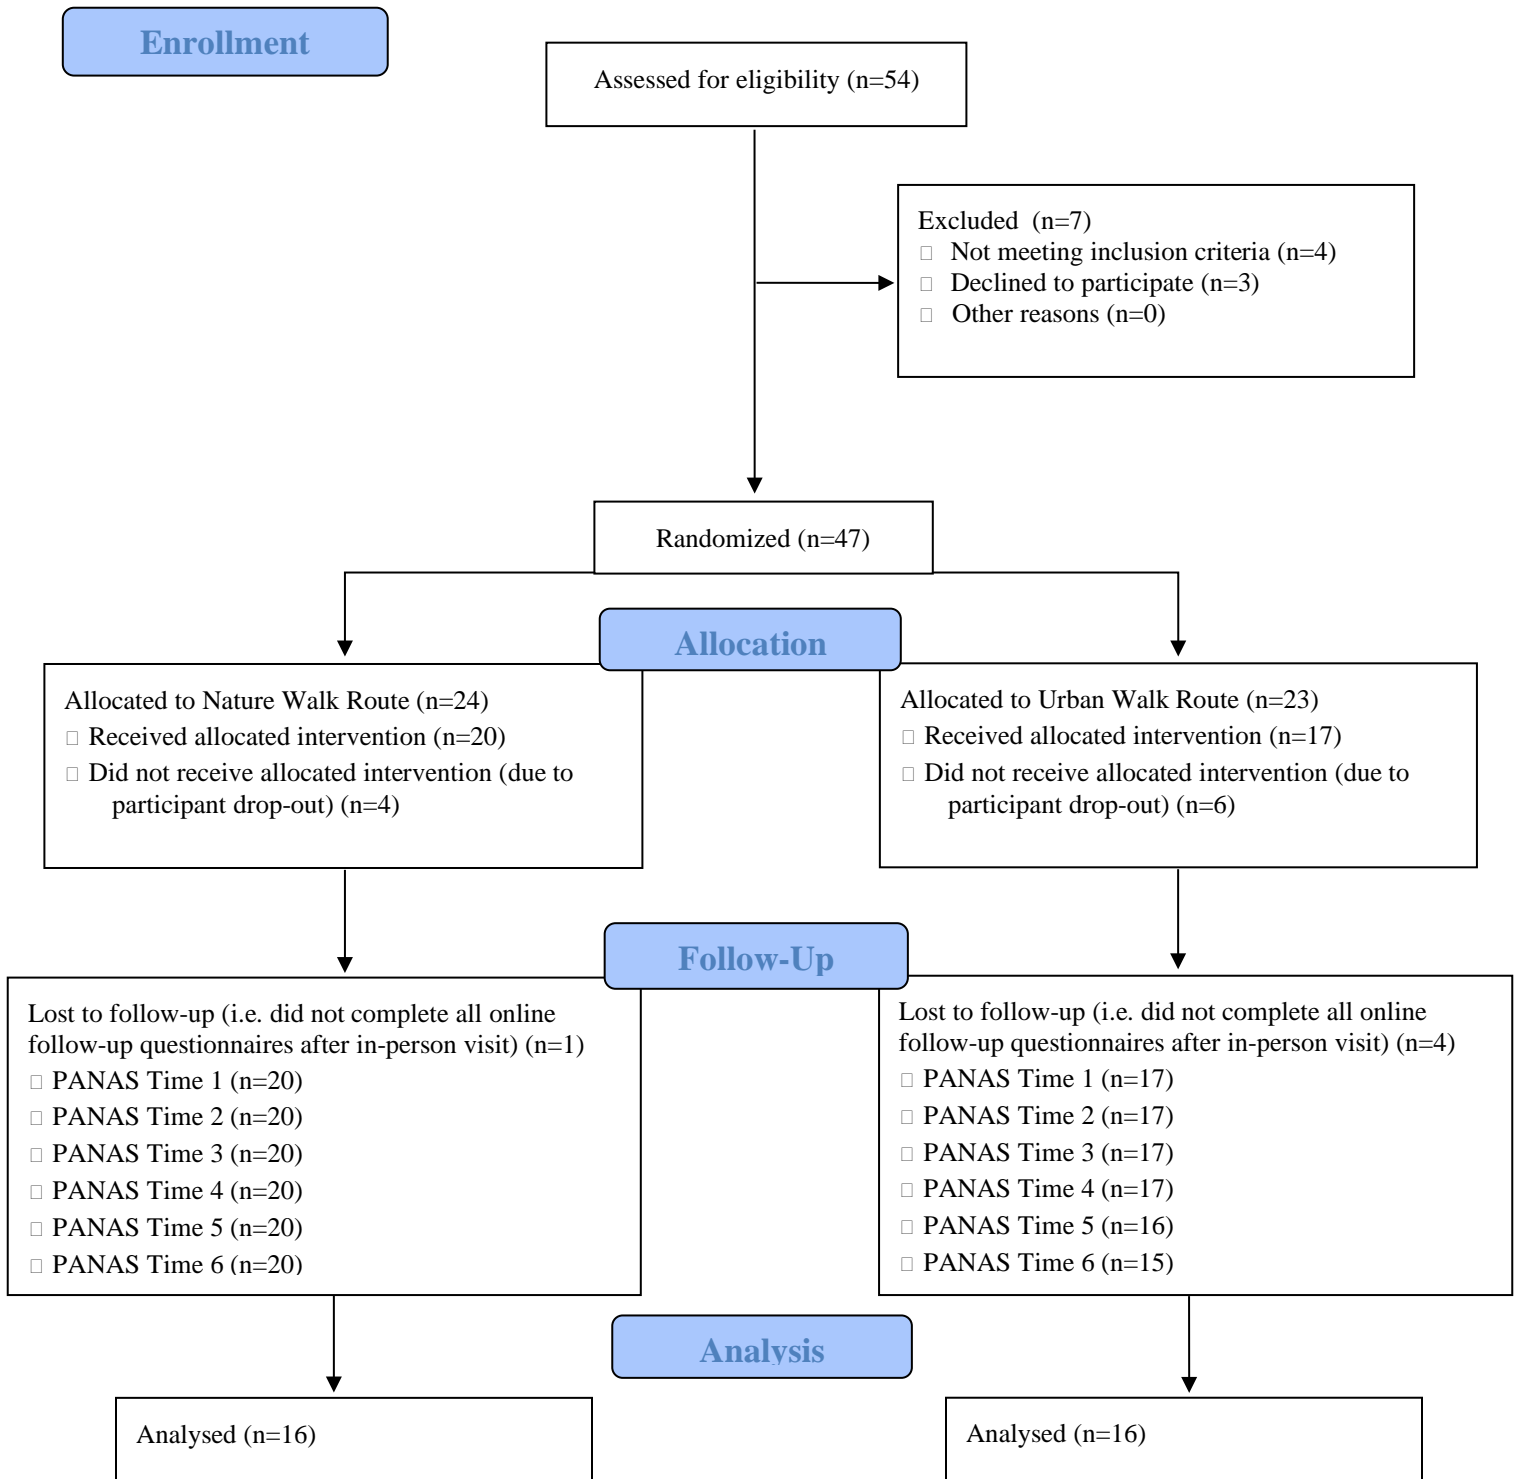 Enrollment
Assessed for eligibility (n=54)
Excluded (n=7)
Not meeting inclusion criteria (n=4)
Declined to participate (n=3)
Other reasons (n=0)
Randomized (n=47)
Allocation
Allocated to Nature Walk Route (n=24)
Received allocated intervention (n=20)
Did not receive allocated intervention (due to
participant drop-out) (n=4)
Allocated to Urban Walk Route (n=23)
Received allocated intervention (n=17)
Did not receive allocated intervention (due to
participant drop-out) (n=6)
Follow-Up
Lost to follow-up (i.e. did not complete all online
follow-up questionnaires after in-person visit) (n=1)
PANAS Time 1 (n=20)
PANAS Time 2 (n=20)
PANAS Time 3 (n=20)
PANAS Time 4 (n=20)
PANAS Time 5 (n=20)
PANAS Time 6 (n=20)
Lost to follow-up (i.e. did not complete all online
follow-up questionnaires after in-person visit) (n=4)
PANAS Time 1 (n=17)
PANAS Time 2 (n=17)
PANAS Time 3 (n=17)
PANAS Time 4 (n=17)
PANAS Time 5 (n=16)
PANAS Time 6 (n=15)
Analysis
Analysed (n=16)
Analysed (n=16)